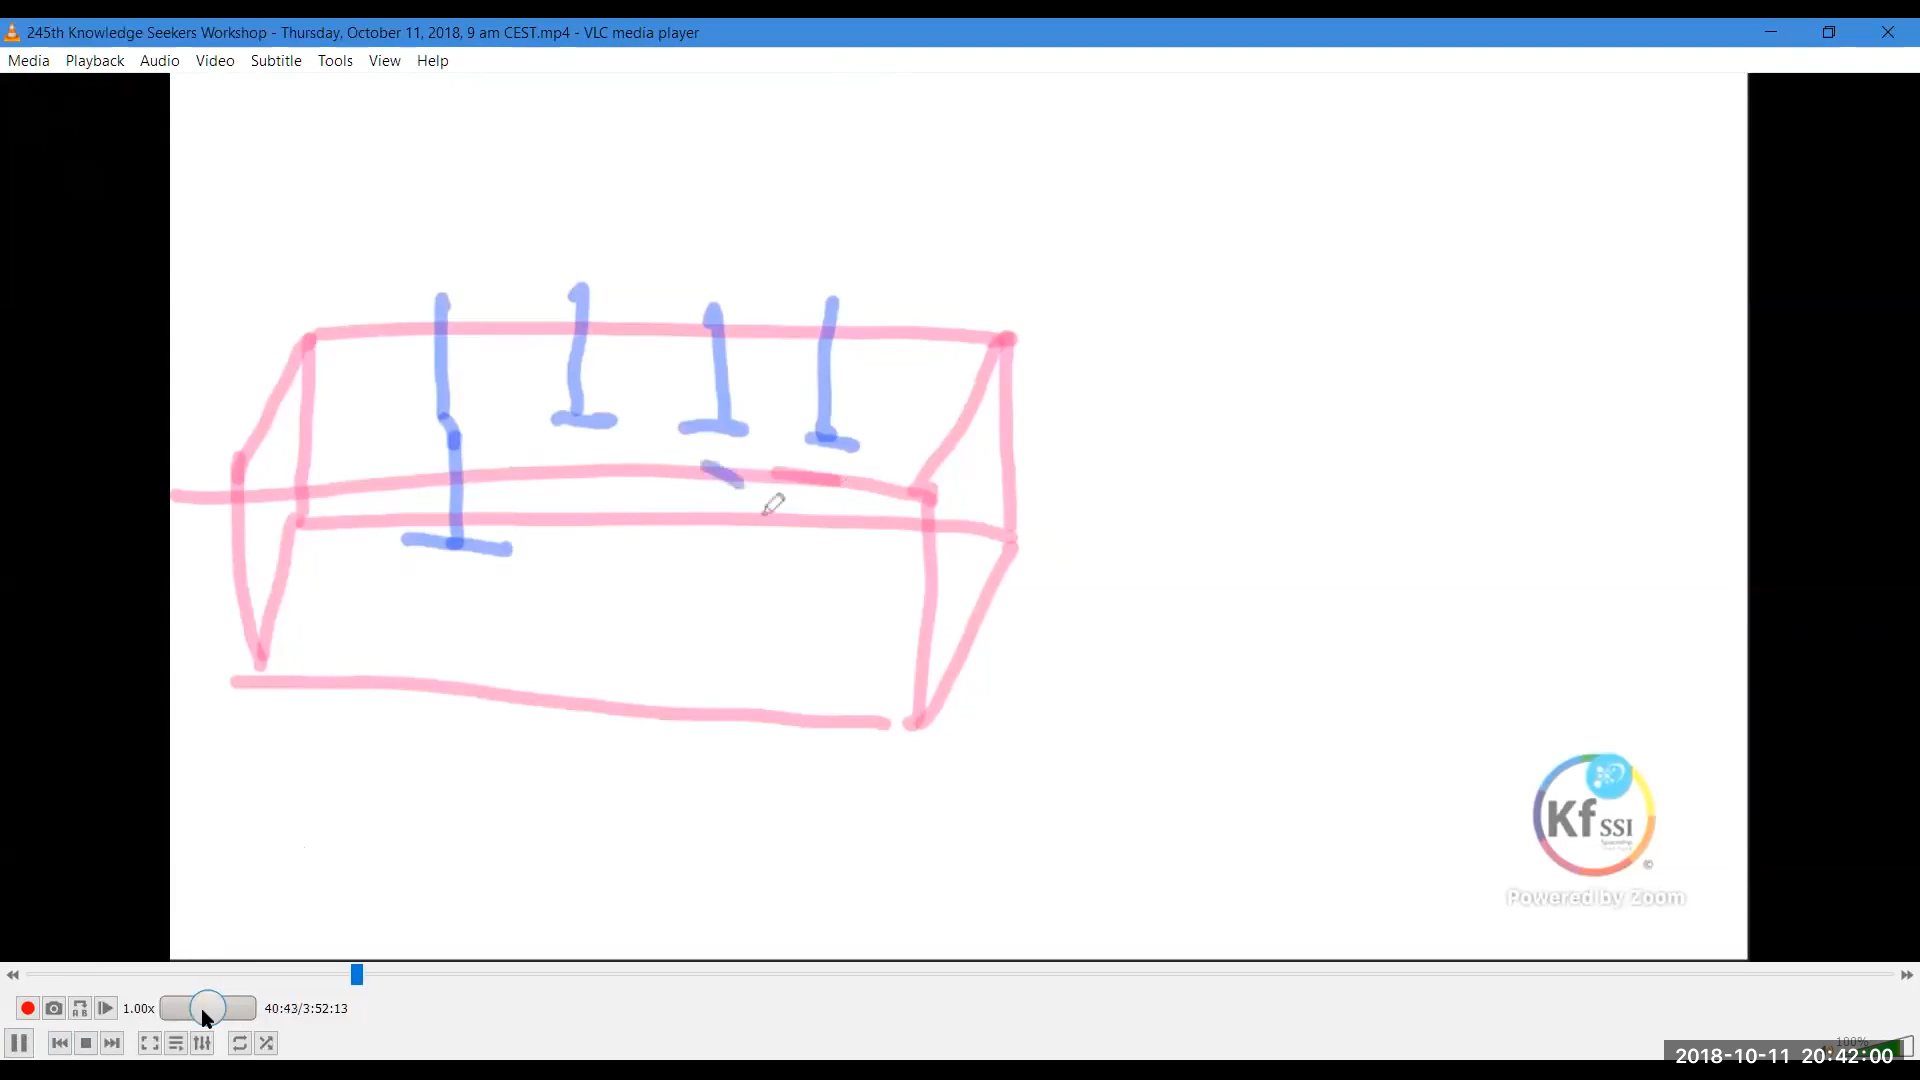 245th Knowledge Seekers Workshop - Thursday, October 11, 2018, 9 am CEST.mp4 - VLC media player
Media Playback Audio Video Subtitle Tools View Help
Kf SSI
©
Powered by Zoom
1.00x 40:43/3:52:13
100%
2018-10-11 20:42:00